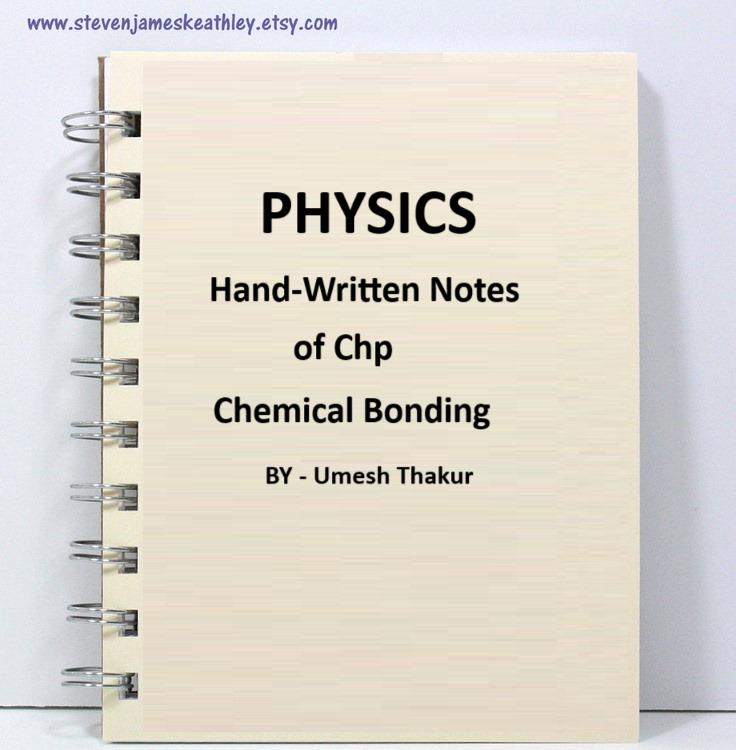 www.stevenjameskeathley.etsy.com
PHYSICS
Hand-Written Notes
of Chp
Chemical Bonding
BY - Umesh Thakur